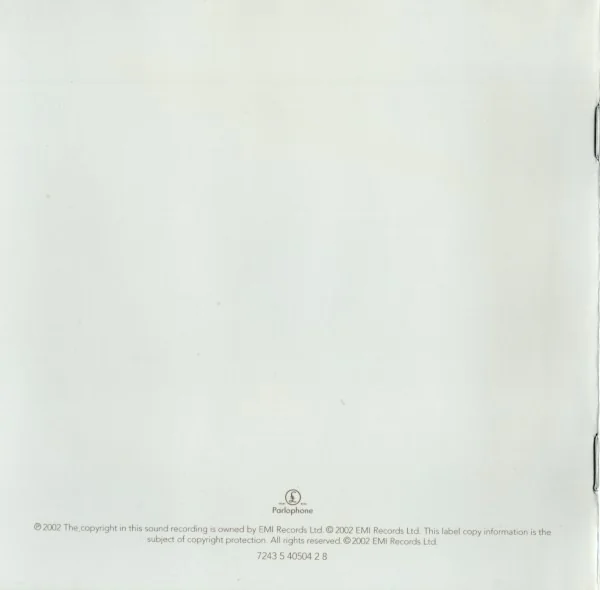 £
Parlophone
℗ 2002 The copyright in this sound recording is owned by EMI Records Ltd. © 2002 EMI Records Ltd. This label copy information is the
subject of copyright protection. All rights reserved. © 2002 EMI Records Ltd.
7243 5 40504 2 8